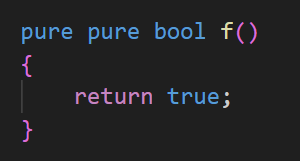 pure pure bool f()
{
    return true;
}